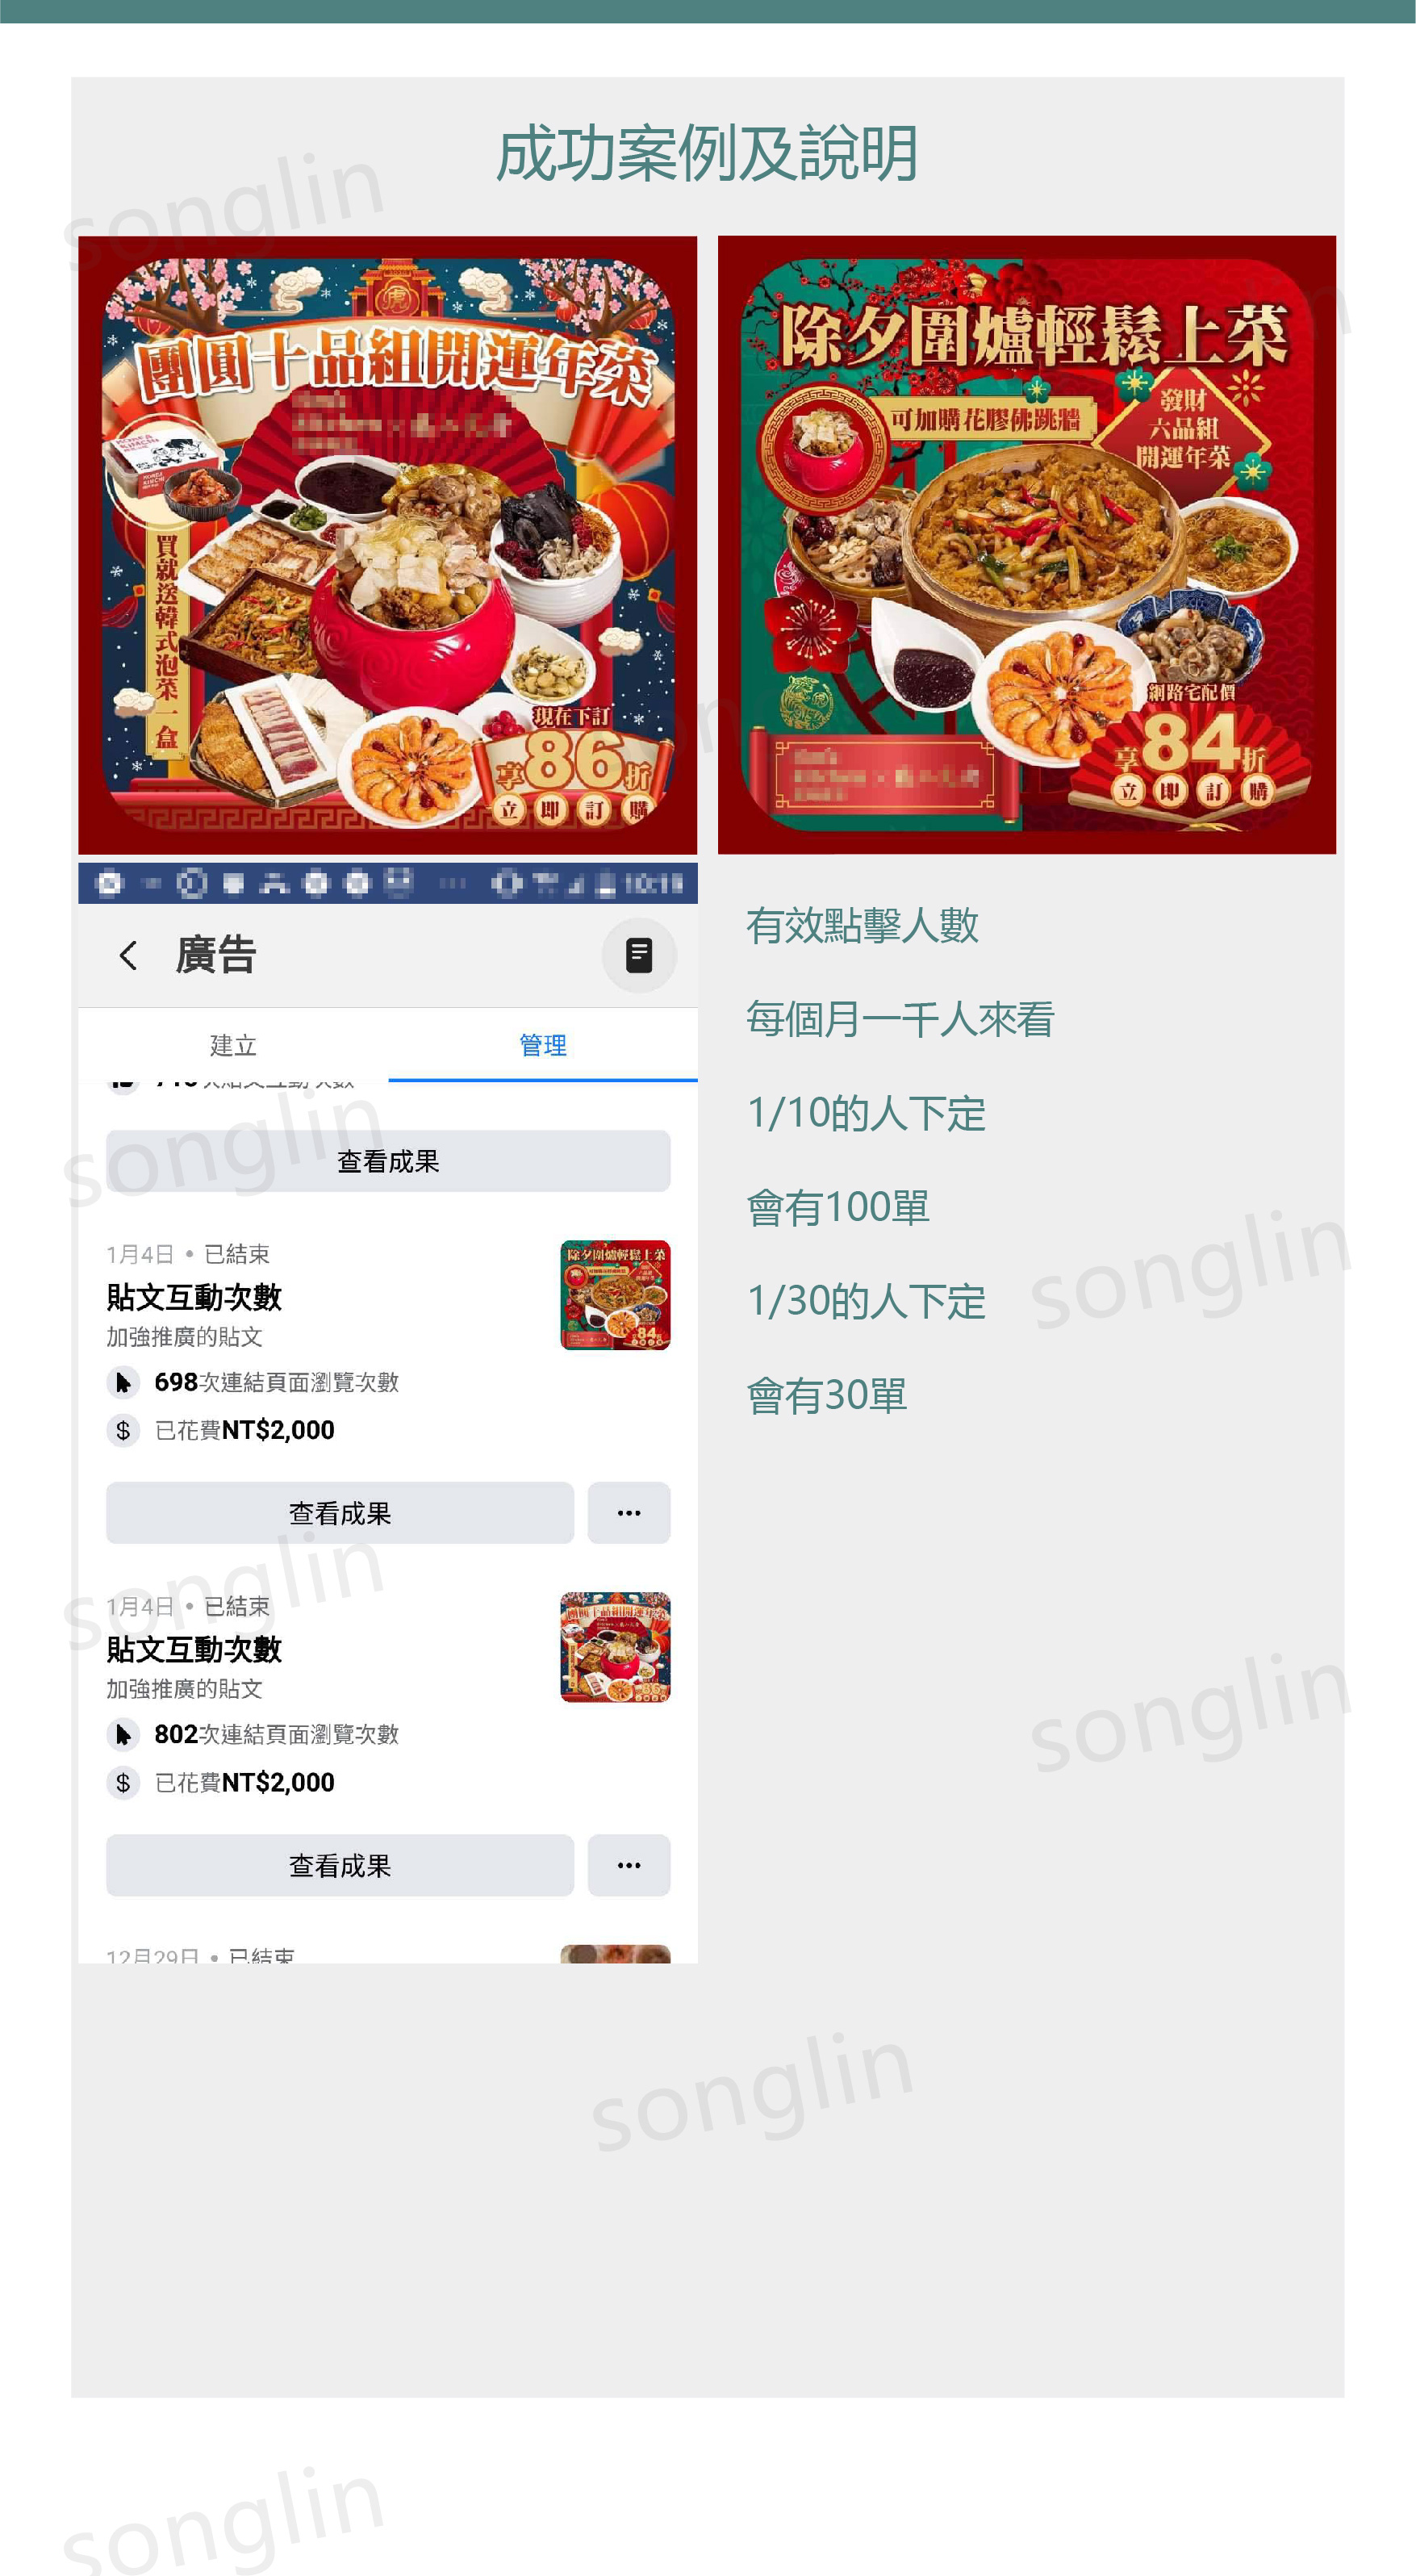 成功案例及說明
虎
團圓十品組開運年菜
買就送韓式泡菜一盒
現在下訂
享86折
立即訂購
除夕圍爐輕鬆上菜
可加購花膠佛跳牆
發財
六品組
開運年菜
網路宅配價
享84折
立即訂購
10:15
廣告
建立
管理
查看成果
1月4日 • 已結束
貼文互動次數
加強推廣的貼文
698次連結頁面瀏覽次數
已花費NT$2,000
查看成果
1月4日 • 已結束
貼文互動次數
加強推廣的貼文
802次連結頁面瀏覽次數
已花費NT$2,000
查看成果
12月29日 • 已結束
有效點擊人數
每個月一千人來看
1/10的人下定
會有100單
1/30的人下定
會有30單
songlin
songlin
songlin
songlin
songlin
songlin
songlin